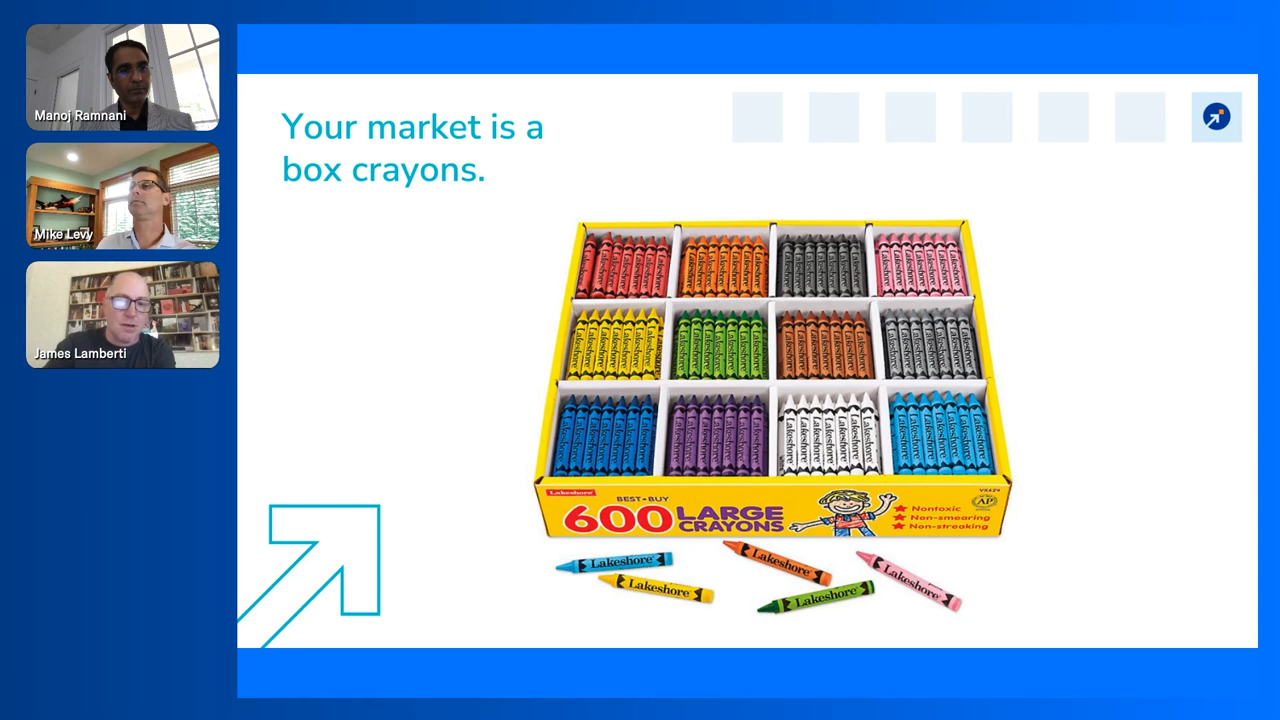 Manoj Ramnani
Mike Levy
James Lamberti
Your market is a
box crayons.
Lakeshore
BEST-BUY
600 LARGE
CRAYONS
Nontoxic
Non-smearing
Non-streaking
AP
Lakeshore
Lakeshore
Lakeshore
Lakeshore
Lakeshore